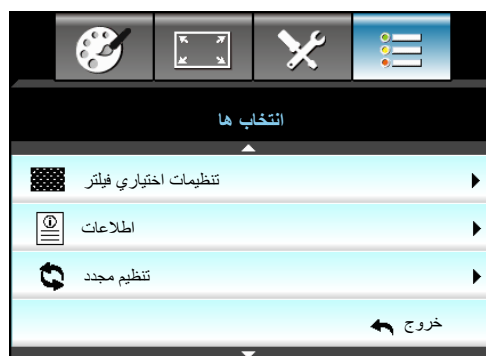 انتخاب ها
تنظیمات اختیاري فیلتر
اطلاعات
تنظیم مجدد
خروج